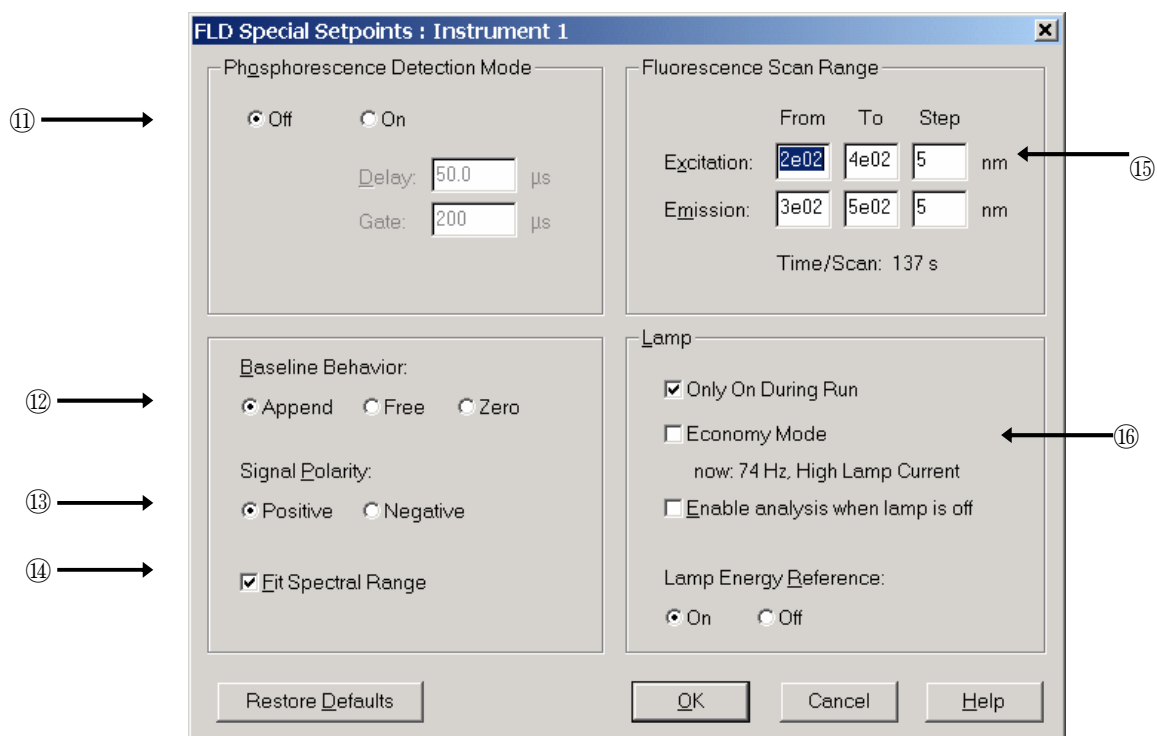 FLD Special Setpoints : Instrument 1
Phosphorescence Detection Mode
⑪
Off On
Delay: 50.0 µs
Gate: 200 µs
Fluorescence Scan Range
From To Step
Excitation: 2e02 4e02 5 nm
⑮
Emission: 3e02 5e02 5 nm
Time/Scan: 137 s
Baseline Behavior:
⑫
Append Free Zero
Signal Polarity:
⑬
Positive Negative
⑭
Fit Spectral Range
Lamp
Only On During Run
Economy Mode
⑯
now: 74 Hz, High Lamp Current
Enable analysis when lamp is off
Lamp Energy Reference:
On Off
Restore Defaults OK Cancel Help